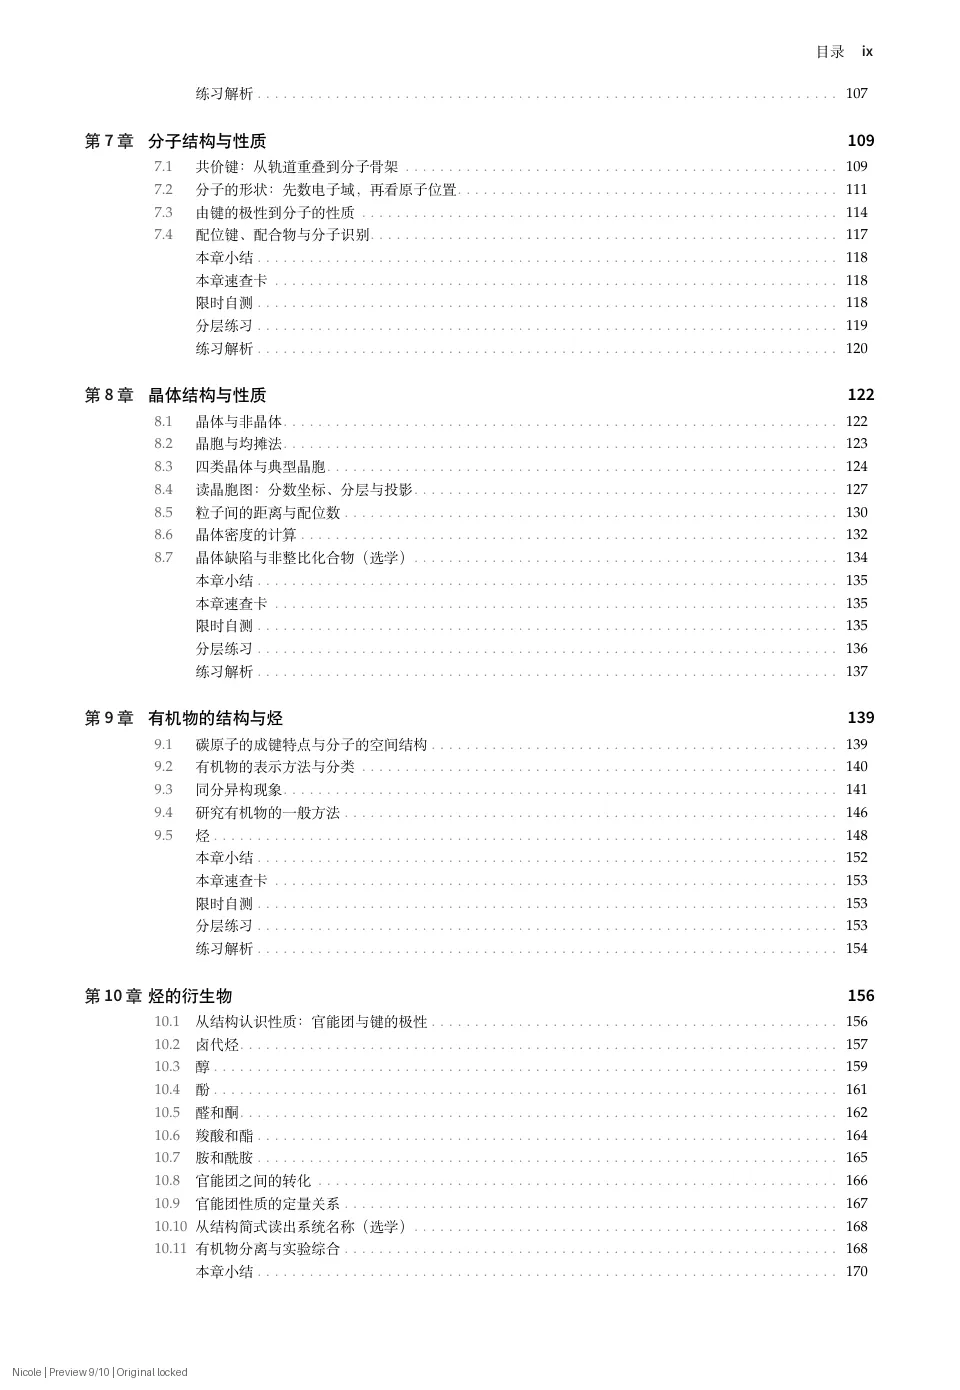 目录 ix
练习解析 107
第 7 章 分子结构与性质 109
7.1 共价键：从轨道重叠到分子骨架 109
7.2 分子的形状：先数电子域，再看原子位置 111
7.3 由键的极性到分子的性质 114
7.4 配位键、配合物与分子识别 117
本章小结 118
本章速查卡 118
限时自测 118
分层练习 119
练习解析 120
第 8 章 晶体结构与性质 122
8.1 晶体与非晶体 122
8.2 晶胞与均摊法 123
8.3 四类晶体与典型晶胞 124
8.4 读晶胞图：分数坐标、分层与投影 127
8.5 粒子间的距离与配位数 130
8.6 晶体密度的计算 132
8.7 晶体缺陷与非整比化合物（选学） 134
本章小结 135
本章速查卡 135
限时自测 135
分层练习 136
练习解析 137
第 9 章 有机物的结构与烃 139
9.1 碳原子的成键特点与分子的空间结构 139
9.2 有机物的表示方法与分类 140
9.3 同分异构现象 141
9.4 研究有机物的一般方法 146
9.5 烃 148
本章小结 152
本章速查卡 153
限时自测 153
分层练习 153
练习解析 154
第 10 章 烃的衍生物 156
10.1 从结构认识性质：官能团与键的极性 156
10.2 卤代烃 157
10.3 醇 159
10.4 酚 161
10.5 醛和酮 162
10.6 羧酸和酯 164
10.7 胺和酰胺 165
10.8 官能团之间的转化 166
10.9 官能团性质的定量关系 167
10.10 从结构简式读出系统名称（选学） 168
10.11 有机物分离与实验综合 168
本章小结 170
Nicole | Preview 9/10 | Original locked